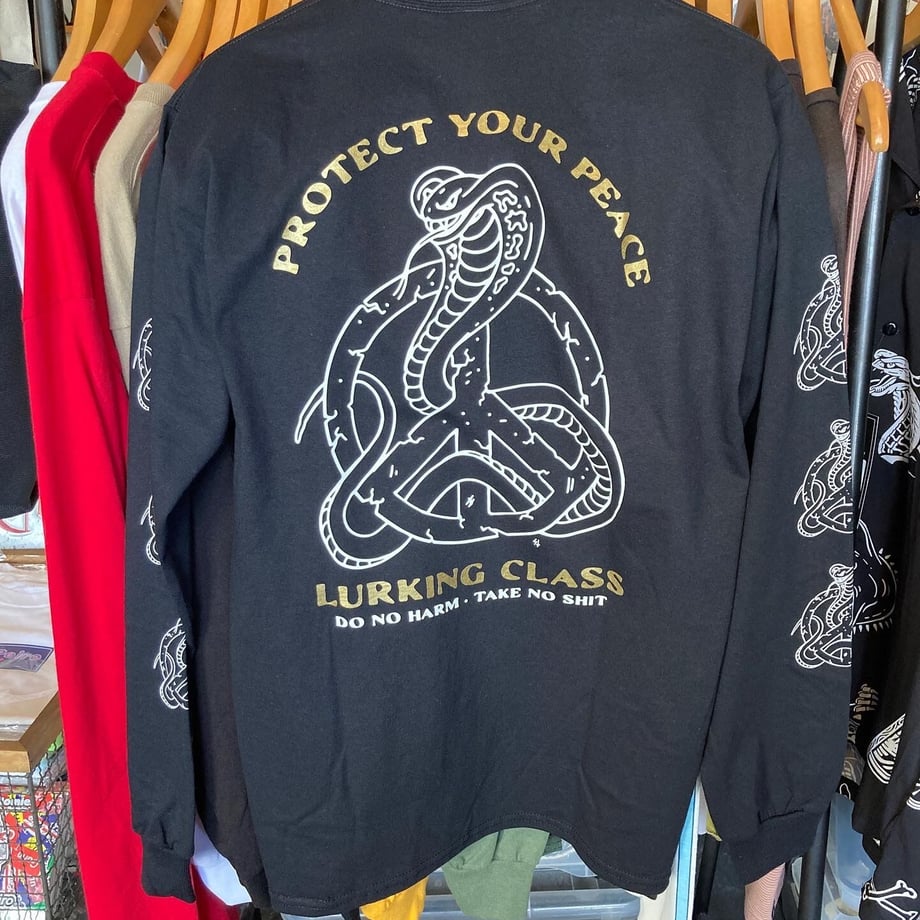 PROTECT YOUR PEACE
LURKING CLASS
DO NO HARM · TAKE NO SHIT